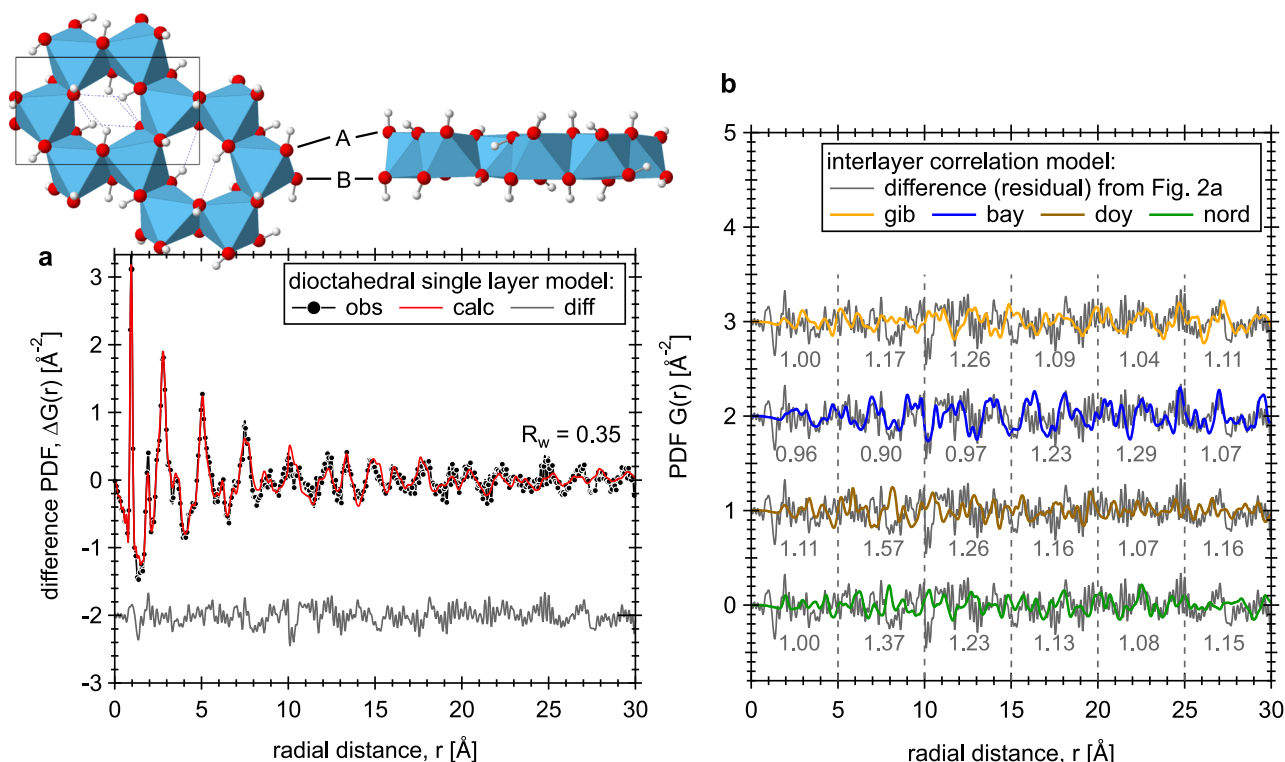 A
B
a
dioctahedral single layer model:
obs calc diff
R_w = 0.35
difference PDF, ΔG(r) [Å⁻²]
3
2
1
0
-1
-2
-3
0 5 10 15 20 25 30
radial distance, r [Å]
b
interlayer correlation model:
difference (residual) from Fig. 2a
gib bay doy nord
PDF G(r) [Å⁻²]
5
4
3
1.00 1.17 1.26 1.09 1.04 1.11
2
0.96 0.90 0.97 1.23 1.29 1.07
1
1.11 1.57 1.26 1.16 1.07 1.16
0
1.00 1.37 1.23 1.13 1.08 1.15
0 5 10 15 20 25 30
radial distance, r [Å]